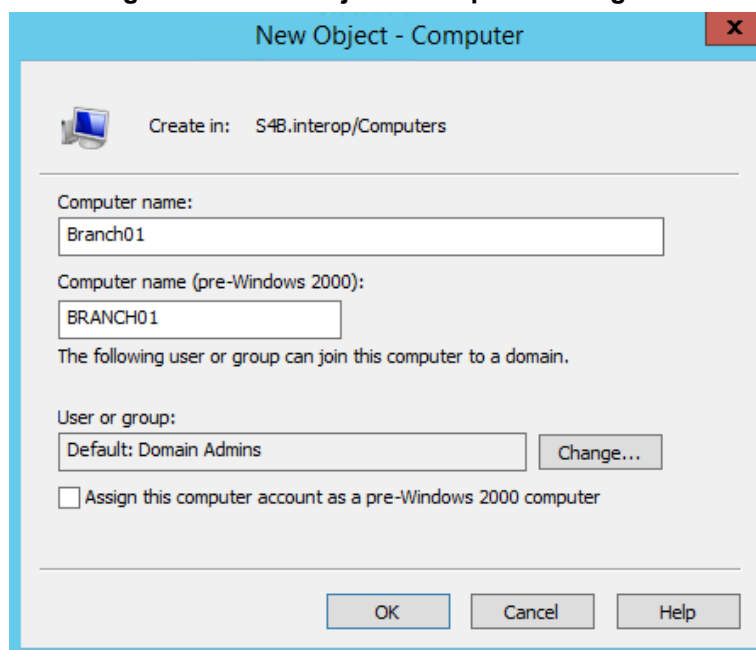 New Object - Computer
x
Create in: S4B.interop/Computers
Computer name:
Branch01
Computer name (pre-Windows 2000):
BRANCH01
The following user or group can join this computer to a domain.
User or group:
Default: Domain Admins
Change...
Assign this computer account as a pre-Windows 2000 computer
OK Cancel Help